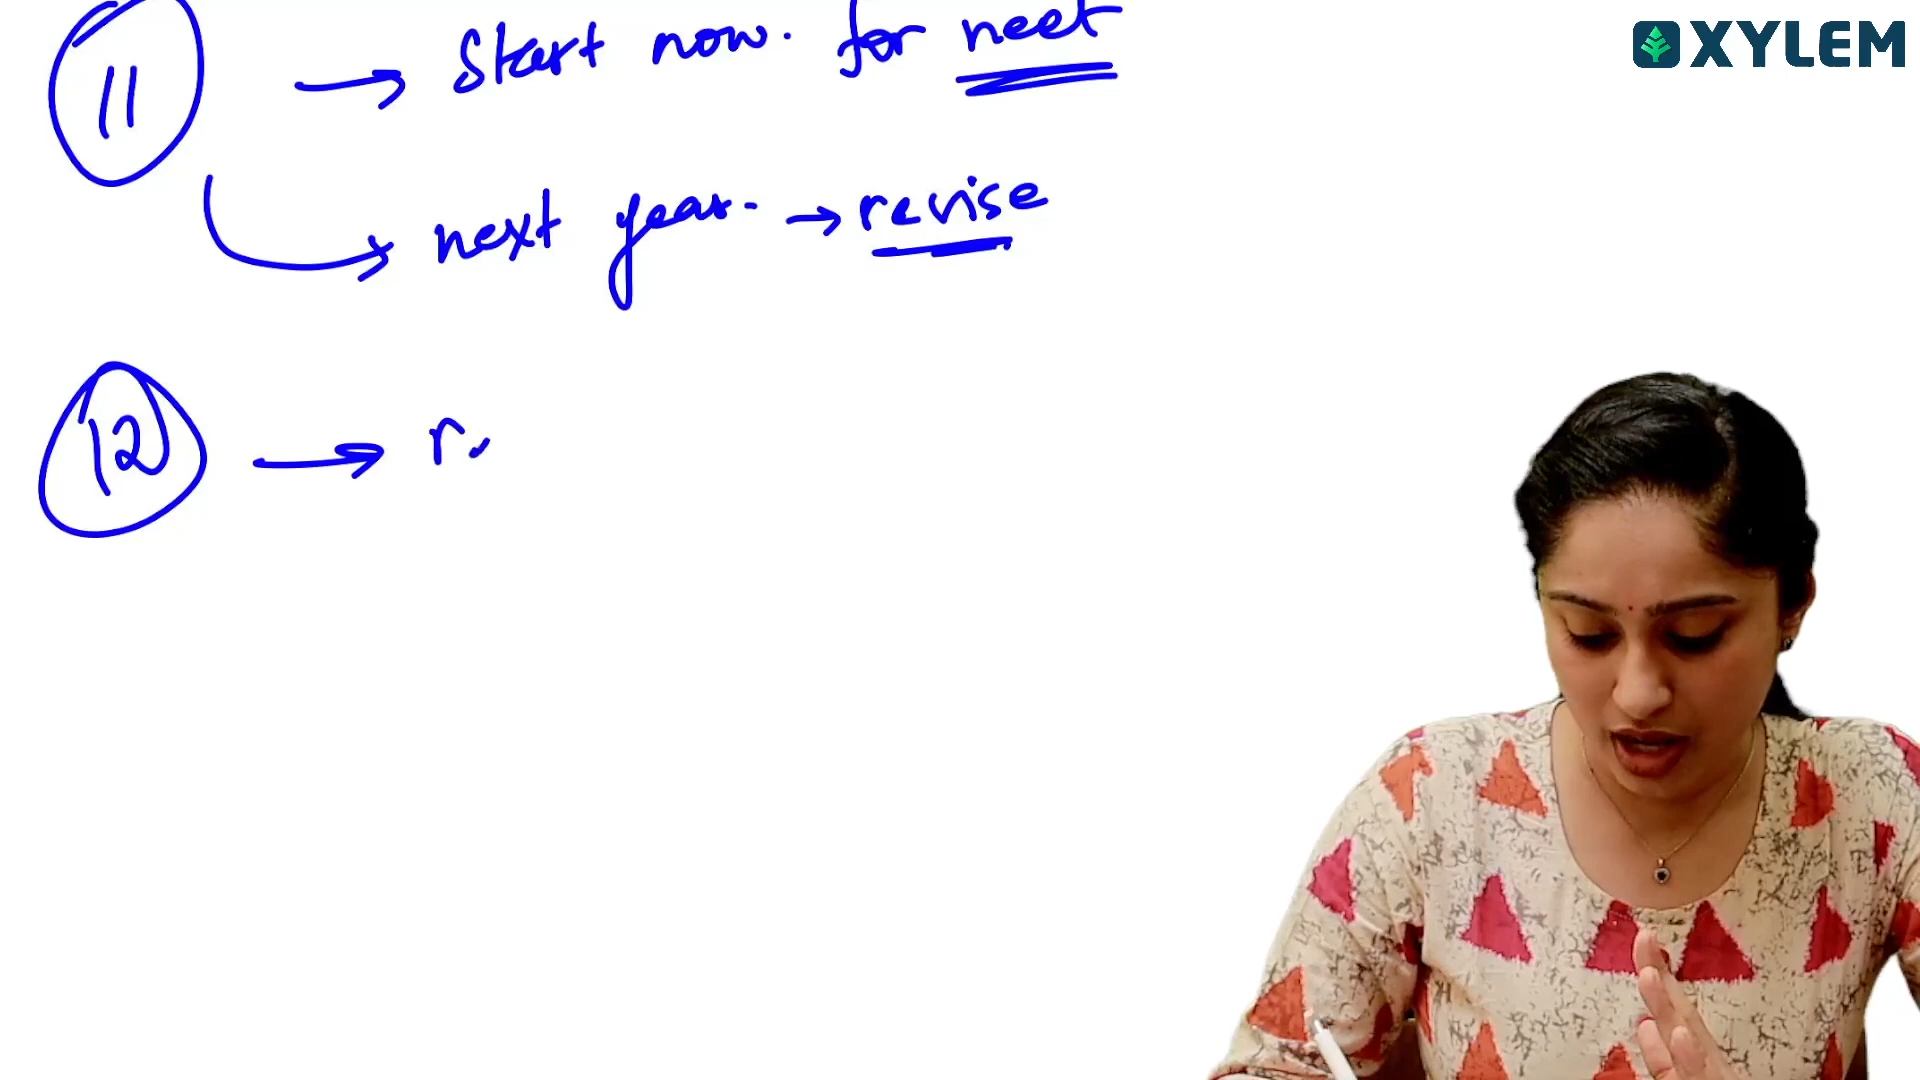 XYLEM
11 → Start now. for neet
→ next year. → revise
12 → r